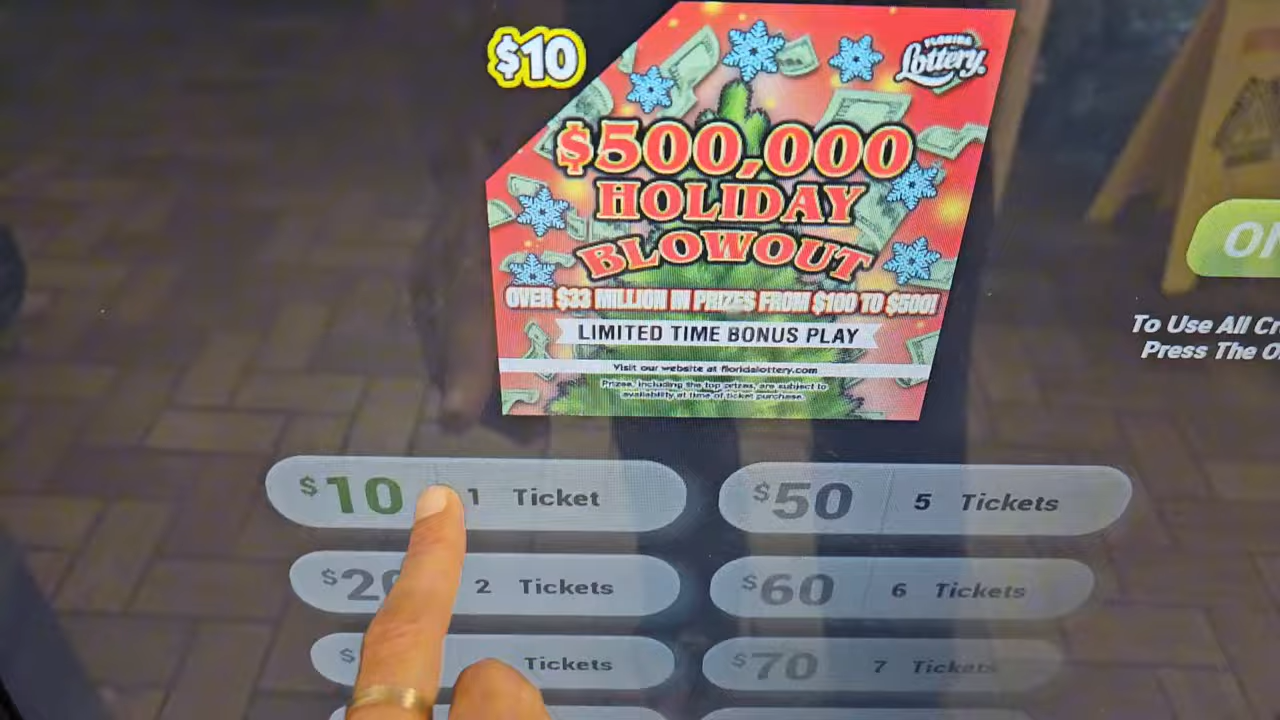 $10
FLORIDA
Lottery
$500,000
HOLIDAY
BLOWOUT
OVER $33 MILLION IN PRIZES FROM $100 TO $500!
LIMITED TIME BONUS PLAY
Visit our website at floridalottery.com
Prizes, including the top prizes, are subject to
availability at time of ticket purchase.
To Use All
Press The
$10 1 Ticket
$50 5 Tickets
$20 2 Tickets
$60 6 Tickets
$ Tickets
$70 7 Tickets